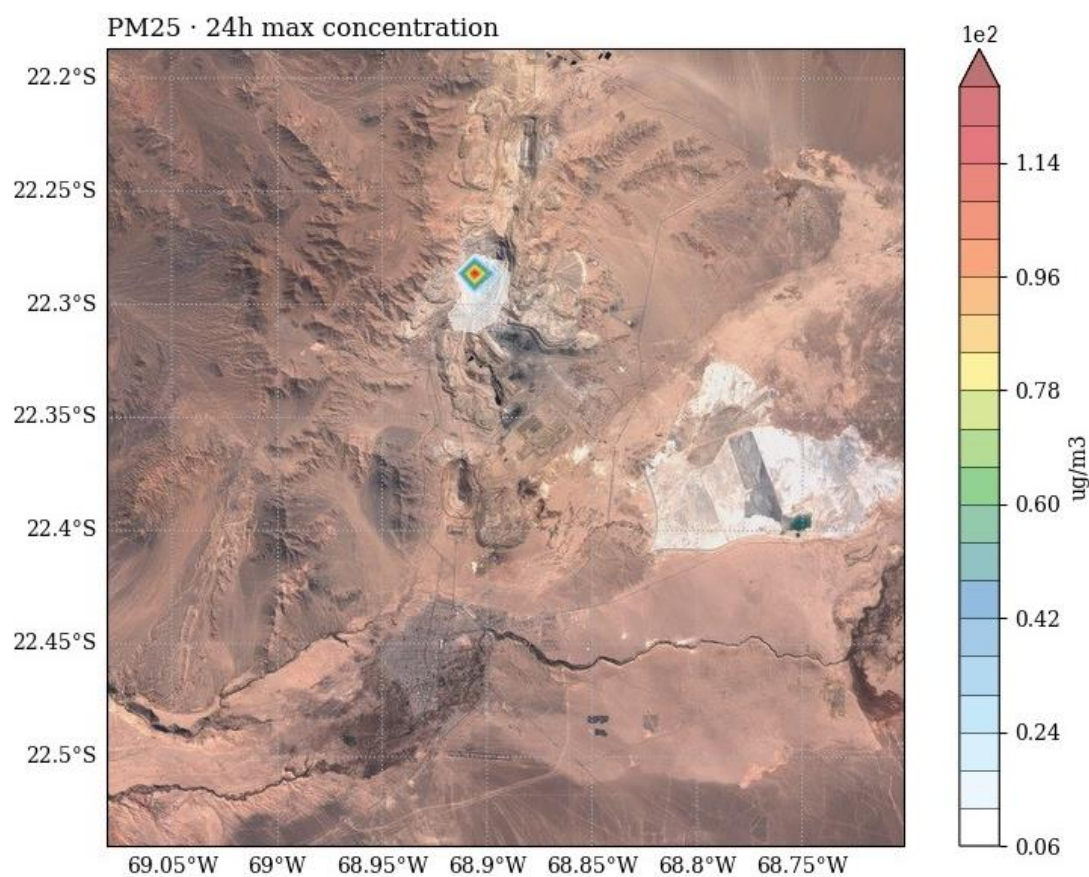 PM25 · 24h max concentration
1e2
22.2°S
22.25°S
22.3°S
22.35°S
22.4°S
22.45°S
22.5°S
69.05°W 69°W 68.95°W 68.9°W 68.85°W 68.8°W 68.75°W
1.14
0.96
0.78
0.60
0.42
0.24
0.06
ug/m3